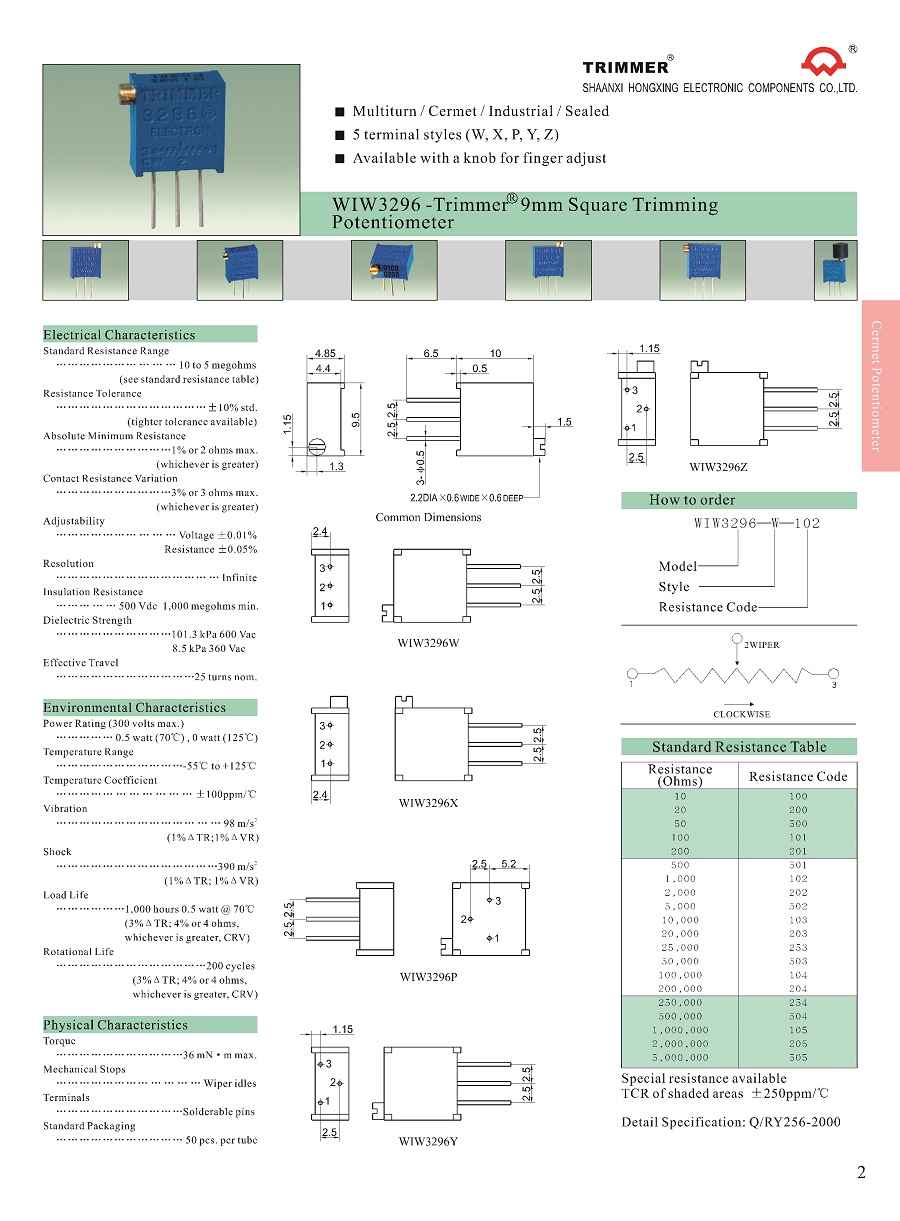 TRIMMER®
®
SHAANXI HONGXING ELECTRONIC COMPONENTS CO.,LTD.
TRIMMER
3296®
ELECTRON
CW 2
■ Multiturn / Cermet / Industrial / Sealed
■ 5 terminal styles (W, X, P, Y, Z)
■ Available with a knob for finger adjust
WIW3296 -Trimmer® 9mm Square Trimming
Potentiometer
Cermet Potentiometer
Electrical Characteristics
Standard Resistance Range
………………………… 10 to 5 megohms
(see standard resistance table)
Resistance Tolerance
………………………………… ±10% std.
(tighter tolerance available)
Absolute Minimum Resistance
…………………………1% or 2 ohms max.
(whichever is greater)
Contact Resistance Variation
…………………………3% or 3 ohms max.
(whichever is greater)
Adjustability
………………………… Voltage ±0.01%
Resistance ±0.05%
Resolution
…………………………………… Infinite
Insulation Resistance
………… … 500 Vdc 1,000 megohms min.
Dielectric Strength
…………………………101.3 kPa 600 Vac
8.5 kPa 360 Vac
Effective Travel
………………………………25 turns nom.
Environmental Characteristics
Power Rating (300 volts max.)
…………… 0.5 watt (70℃) , 0 watt (125℃)
Temperature Range
……………………………-55℃ to +125℃
Temperature Coefficient
……………………………… ±100ppm/℃
Vibration
…………………………………… 98 m/s²
(1%ΔTR;1%ΔVR)
Shock
……………………………………390 m/s²
(1%ΔTR; 1%ΔVR)
Load Life
………………1,000 hours 0.5 watt @ 70℃
(3%ΔTR; 4% or 4 ohms,
whichever is greater, CRV)
Rotational Life
…………………………………200 cycles
(3%ΔTR; 4% or 4 ohms,
whichever is greater, CRV)
Physical Characteristics
Torque
……………………………36 mN·m max.
Mechanical Stops
……………………………… Wiper idles
Terminals
……………………………Solderable pins
Standard Packaging
…………………………… 50 pcs. per tube
4.85
4.4
1.15
9.5
1.3
6.5
10
0.5
2.5
2.5
3-φ0.5
1.5
2.2DIA ×0.6 WIDE ×0.6 DEEP
Common Dimensions
2.4
3
2
1
2.5
2.5
WIW3296W
3
2
1
2.4
2.5
2.5
WIW3296X
2.5
2.5
2.5
5.2
3
2
1
WIW3296P
1.15
3
2
1
2.5
2.5
2.5
WIW3296Y
1.15
3
2
1
2.5
2.5
2.5
WIW3296Z
How to order
WIW3296—W—102
Model
Style
Resistance Code
2WIPER
1
3
CLOCKWISE
Standard Resistance Table
Resistance (Ohms) Resistance Code
10 100
20 200
50 500
100 101
200 201
500 501
1,000 102
2,000 202
5,000 502
10,000 103
20,000 203
25,000 253
50,000 503
100,000 104
200,000 204
250,000 254
500,000 504
1,000,000 105
2,000,000 205
5,000,000 505
Special resistance available
TCR of shaded areas ±250ppm/℃
Detail Specification: Q/RY256-2000
2